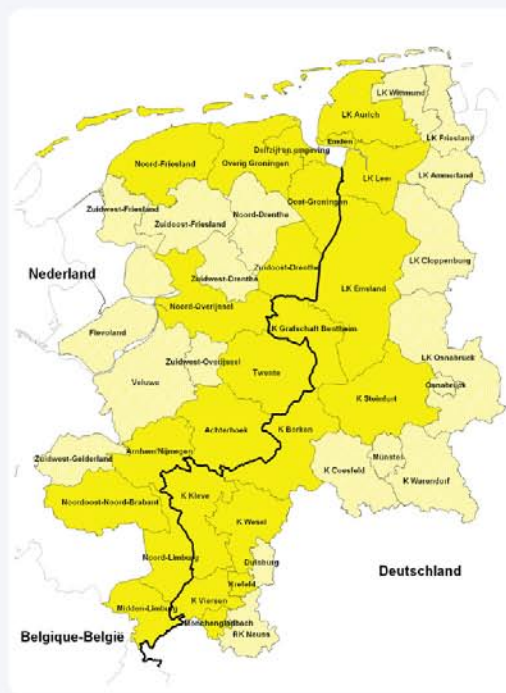 LK Wittmund
LK Aurich
LK Friesland
Emden
Delfzijl en omgeving
Noord-Friesland
Overig Groningen
LK Ammerland
LK Leer
Oost-Groningen
Zuidwest-Friesland
Noord-Drenthe
Zuidoost-Friesland
LK Cloppenburg
Zuidoost-Drenthe
Nederland
Zuidwest-Drenthe
LK Emsland
Noord-Overijssel
K Grafschaft Bentheim
Flevoland
LK Osnabruck
Zuidwest-Overijssel
Twente
Osnabrück
Veluwe
K Steinfurt
Achterhoek
K Borken
Arnhem/Nijmegen
Münster
Zuidwest-Gelderland
K Coesfeld
K Warendorf
K Kleve
Noordoost-Noord-Brabant
K Wesel
Noord-Limburg
Duisburg
Deutschland
Krefeld
K Viersen
Midden-Limburg
Mönchengladbach
Belgique-België
RK Neuss